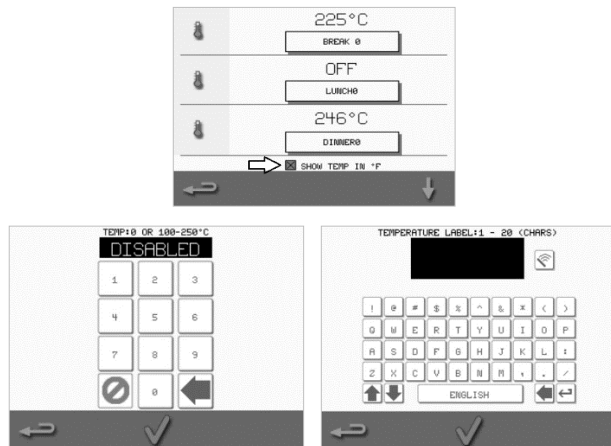 225°C
BREAK 0
OFF
LUNCH0
246°C
DINNER0
SHOW TEMP IN °F
TEMP:0 OR 100-250°C
DISABLED
1 2 3
4 5 6
7 8 9
0
TEMPERATURE LABEL:1 - 20 (CHARS)
! @ # $ % ^ & * ( )
Q W E R T Y U I O P
A S D F G H J K L :
Z X C V B N M , . /
ENGLISH